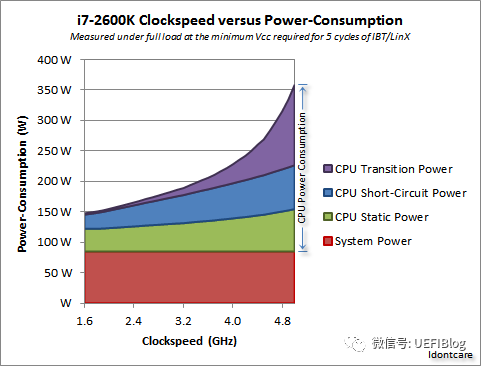 i7-2600K Clockspeed versus Power-Consumption
Measured under full load at the minimum Vcc required for 5 cycles of IBT/LinX
400 W
350 W
300 W
250 W
200 W
150 W
100 W
50 W
W
Power-Consumption (W)
1.6
2.4
3.2
4.0
4.8
Clockspeed (GHz)
CPU Power Consumption
CPU Transition Power
CPU Short-Circuit Power
CPU Static Power
System Power
微信号: UEFIBlog
Idontcare